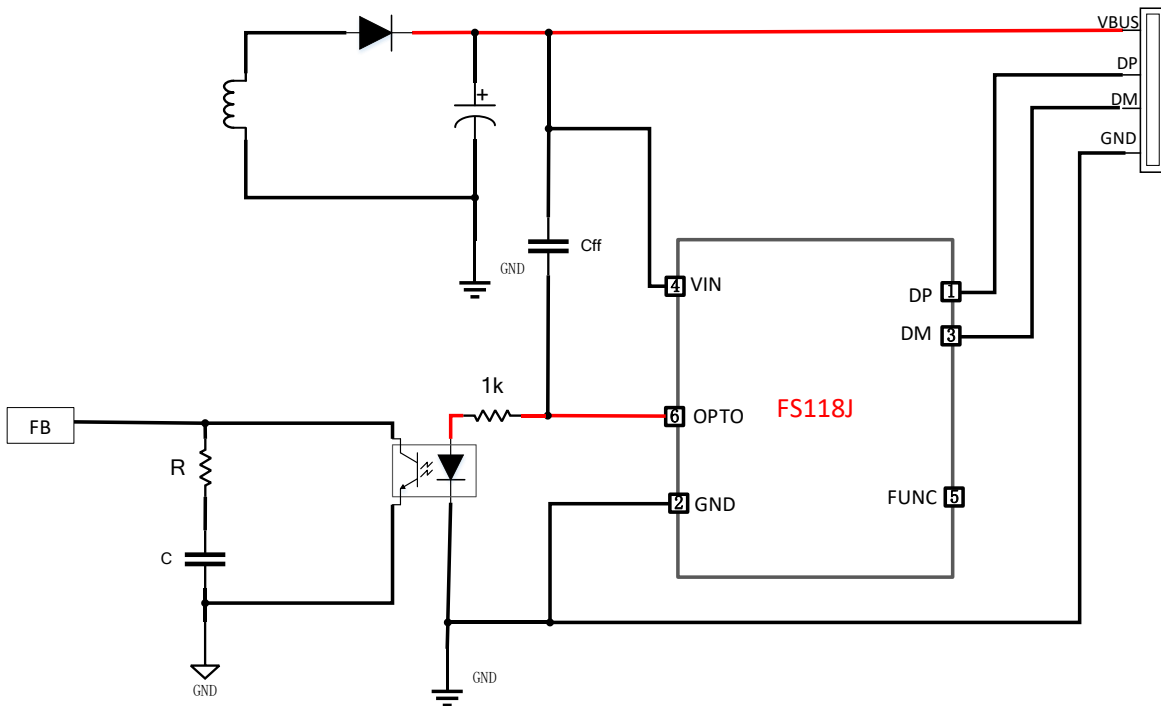 VBUS
DP
DM
GND
+
Cff
GND
4 VIN
DP 1
DM 3
1k
6 OPTO
FS118J
FB
R
2 GND
FUNC 5
C
GND
GND